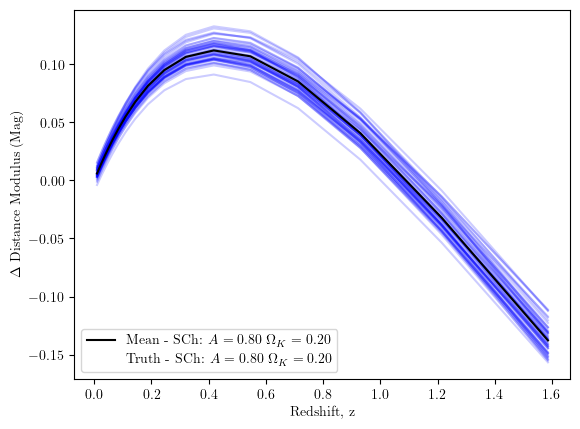 0.10
0.05
0.00
−0.05
−0.10
−0.15
Δ Distance Modulus (Mag)
Mean - SCh: A = 0.80 Ω_K = 0.20
Truth - SCh: A = 0.80 Ω_K = 0.20
0.0 0.2 0.4 0.6 0.8 1.0 1.2 1.4 1.6
Redshift, z